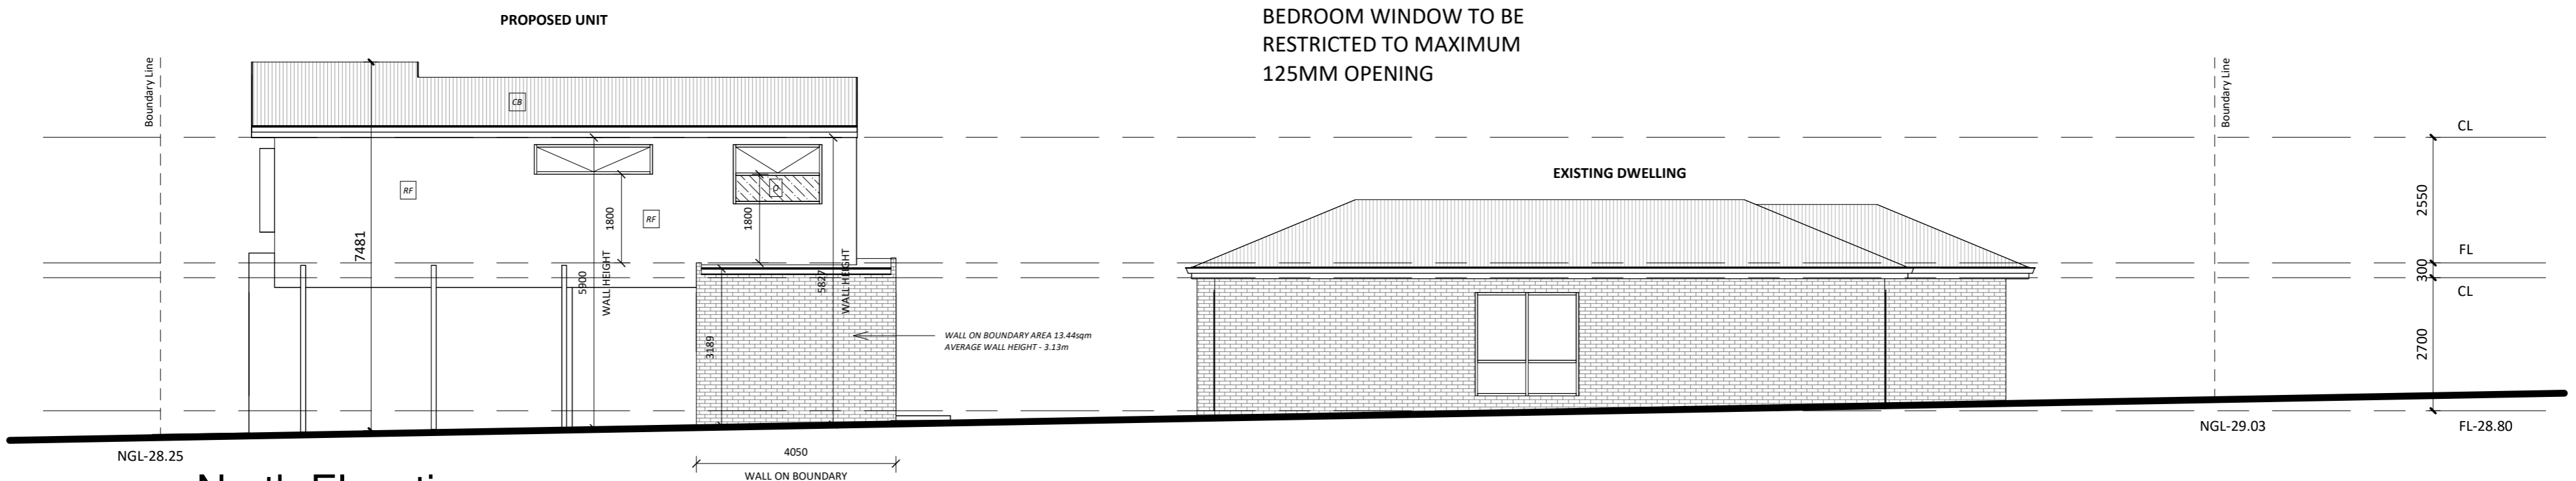 PROPOSED UNIT
BEDROOM WINDOW TO BE
RESTRICTED TO MAXIMUM
125MM OPENING
Boundary Line
Boundary Line
CB
CL
EXISTING DWELLING
RF
RF
O
1800
1800
7481
5900
WALL HEIGHT
5827
WALL HEIGHT
2550
FL
300
CL
3189
WALL ON BOUNDARY AREA 13.44sqm
AVERAGE WALL HEIGHT - 3.13m
2700
NGL-28.25
NGL-29.03
FL-28.80
4050
WALL ON BOUNDARY